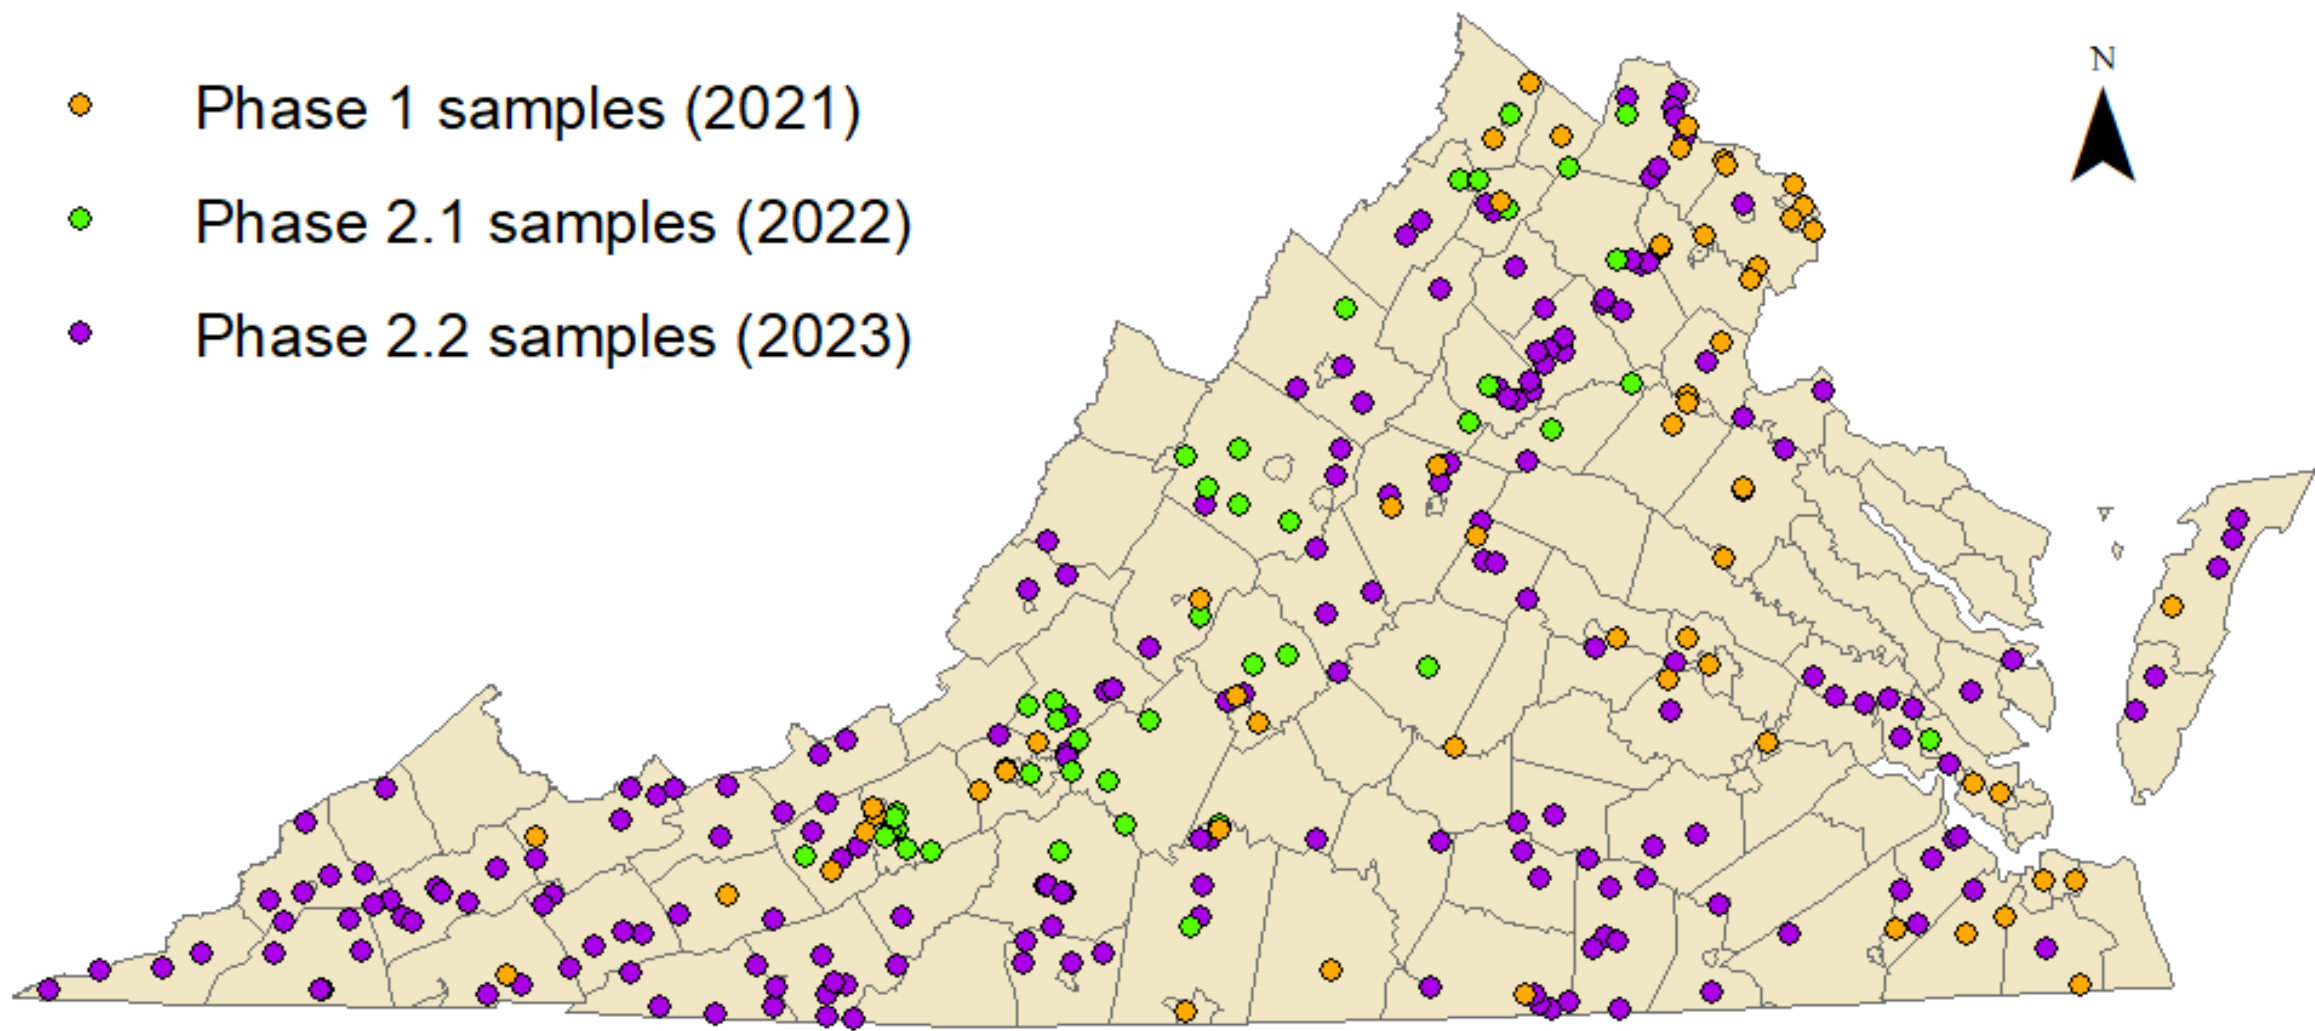 Phase 1 samples (2021)
Phase 2.1 samples (2022)
Phase 2.2 samples (2023)
N